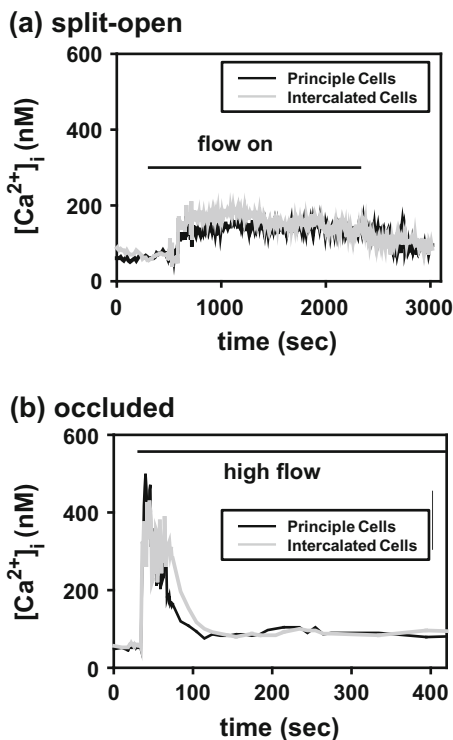 (a) split-open
600
400
200
0
[Ca2+]i (nM)
Principle Cells
Intercalated Cells
flow on
0 1000 2000 3000
time (sec)
(b) occluded
600
400
200
0
[Ca2+]i (nM)
high flow
Principle Cells
Intercalated Cells
0 100 200 300 400
time (sec)